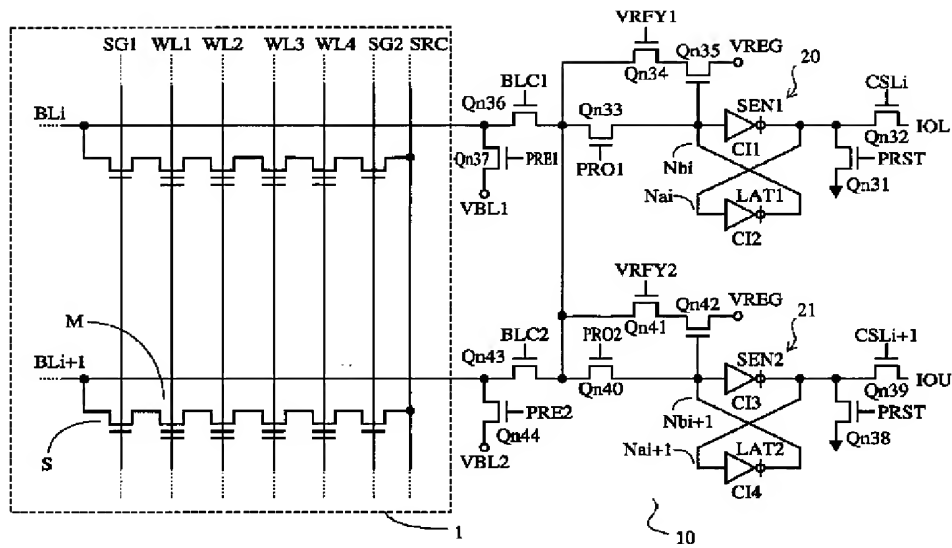 VRFY1
SG1 WL1 WL2 WL3 WL4 SG2 SRC
Qn35 VREG
Qn34
20
BLC1
CSLi
Qn36
BLi
Qn33
SEN1
IOL
Qn32
Qn37
PRE1
PRO1
Nbi
CI1
PRST
Nai
LAT1
Qn31
VBL1
CI2
VRFY2
Qn42 VREG
M
Qn41
21
BLC2
PRO2
CSLi+1
Qn43
BLi+1
SEN2
IOU
Qn40
CI3
Qn39
PRE2
Nbi+1
PRST
S
Qn44
Nai+1
LAT2
Qn38
VBL2
CI4
1
10